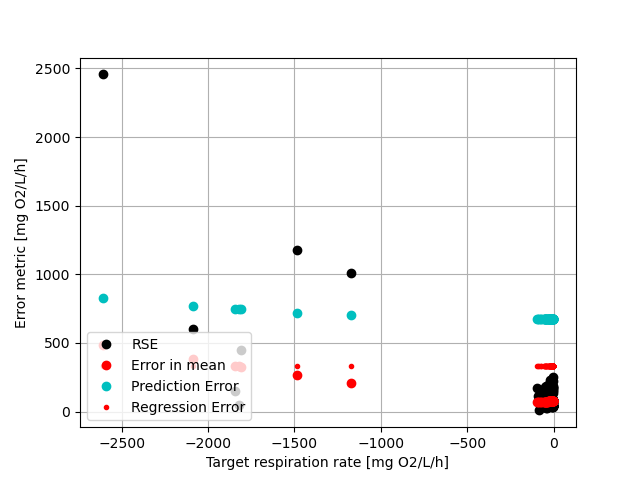 2500
2000
1500
1000
500
0
Error metric [mg O2/L/h]
RSE
Error in mean
Prediction Error
Regression Error
−2500 −2000 −1500 −1000 −500 0
Target respiration rate [mg O2/L/h]